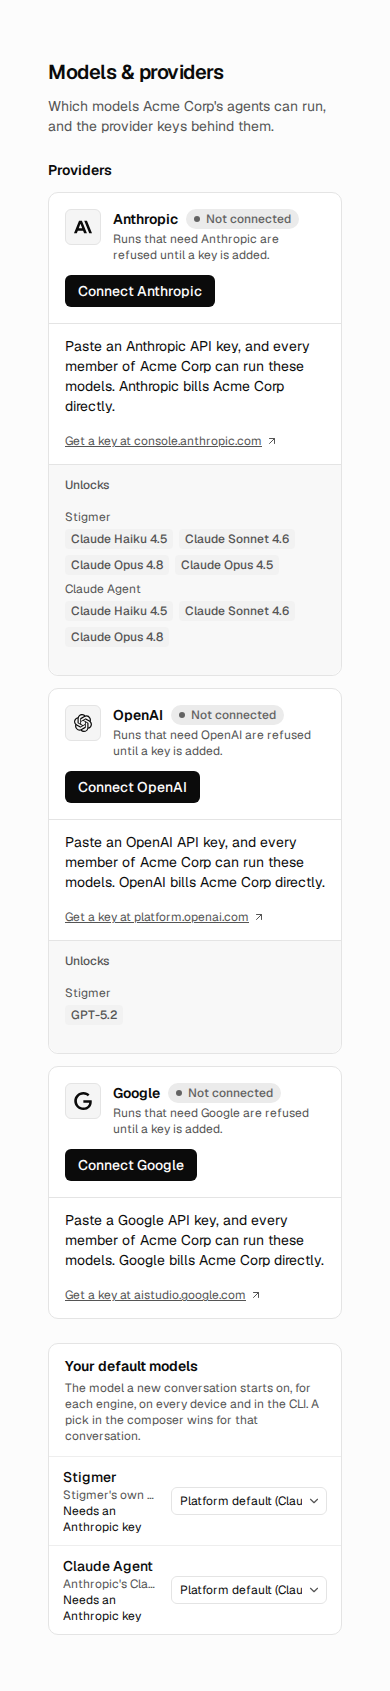 Models & providers
Which models Acme Corp's agents can run,
and the provider keys behind them.
Providers
Anthropic
Not connected
Runs that need Anthropic are
refused until a key is added.
Connect Anthropic
Paste an Anthropic API key, and every
member of Acme Corp can run these
models. Anthropic bills Acme Corp
directly.
Get a key at console.anthropic.com
Unlocks
Stigmer
Claude Haiku 4.5
Claude Sonnet 4.6
Claude Opus 4.8
Claude Opus 4.5
Claude Agent
Claude Haiku 4.5
Claude Sonnet 4.6
Claude Opus 4.8
OpenAI
Not connected
Runs that need OpenAI are refused
until a key is added.
Connect OpenAI
Paste an OpenAI API key, and every
member of Acme Corp can run these
models. OpenAI bills Acme Corp directly.
Get a key at platform.openai.com
Unlocks
Stigmer
GPT-5.2
Google
Not connected
Runs that need Google are refused
until a key is added.
Connect Google
Paste a Google API key, and every
member of Acme Corp can run these
models. Google bills Acme Corp directly.
Get a key at aistudio.google.com
Your default models
The model a new conversation starts on, for
each engine, on every device and in the CLI. A
pick in the composer wins for that
conversation.
Stigmer
Stigmer's own …
Needs an
Anthropic key
Platform default (Clau
Claude Agent
Anthropic's Cla…
Needs an
Anthropic key
Platform default (Clau